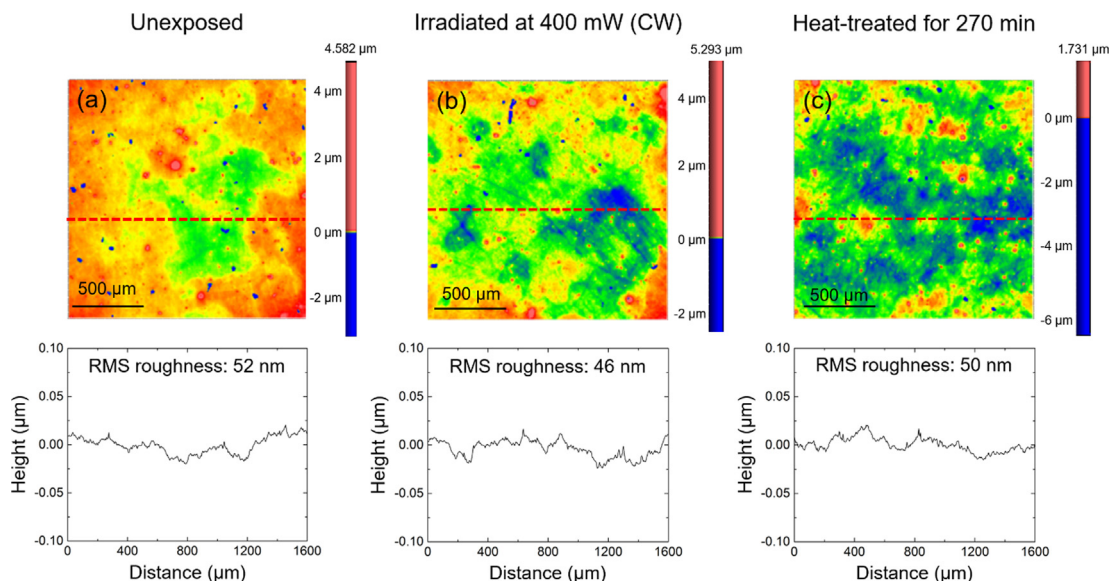 Unexposed
Irradiated at 400 mW (CW)
Heat-treated for 270 min
4.582 µm
5.293 µm
1.731 µm
(a)
4 µm
2 µm
0 µm
-2 µm
500 µm
(b)
4 µm
2 µm
0 µm
-2 µm
500 µm
(c)
0 µm
-2 µm
-4 µm
-6 µm
500 µm
RMS roughness: 52 nm
Height (µm)
0.10
0.05
0.00
-0.05
-0.10
0 400 800 1200 1600
Distance (µm)
RMS roughness: 46 nm
Height (µm)
0.10
0.05
0.00
-0.05
-0.10
0 400 800 1200 1600
Distance (µm)
RMS roughness: 50 nm
Height (µm)
0.10
0.05
0.00
-0.05
-0.10
0 400 800 1200 1600
Distance (µm)